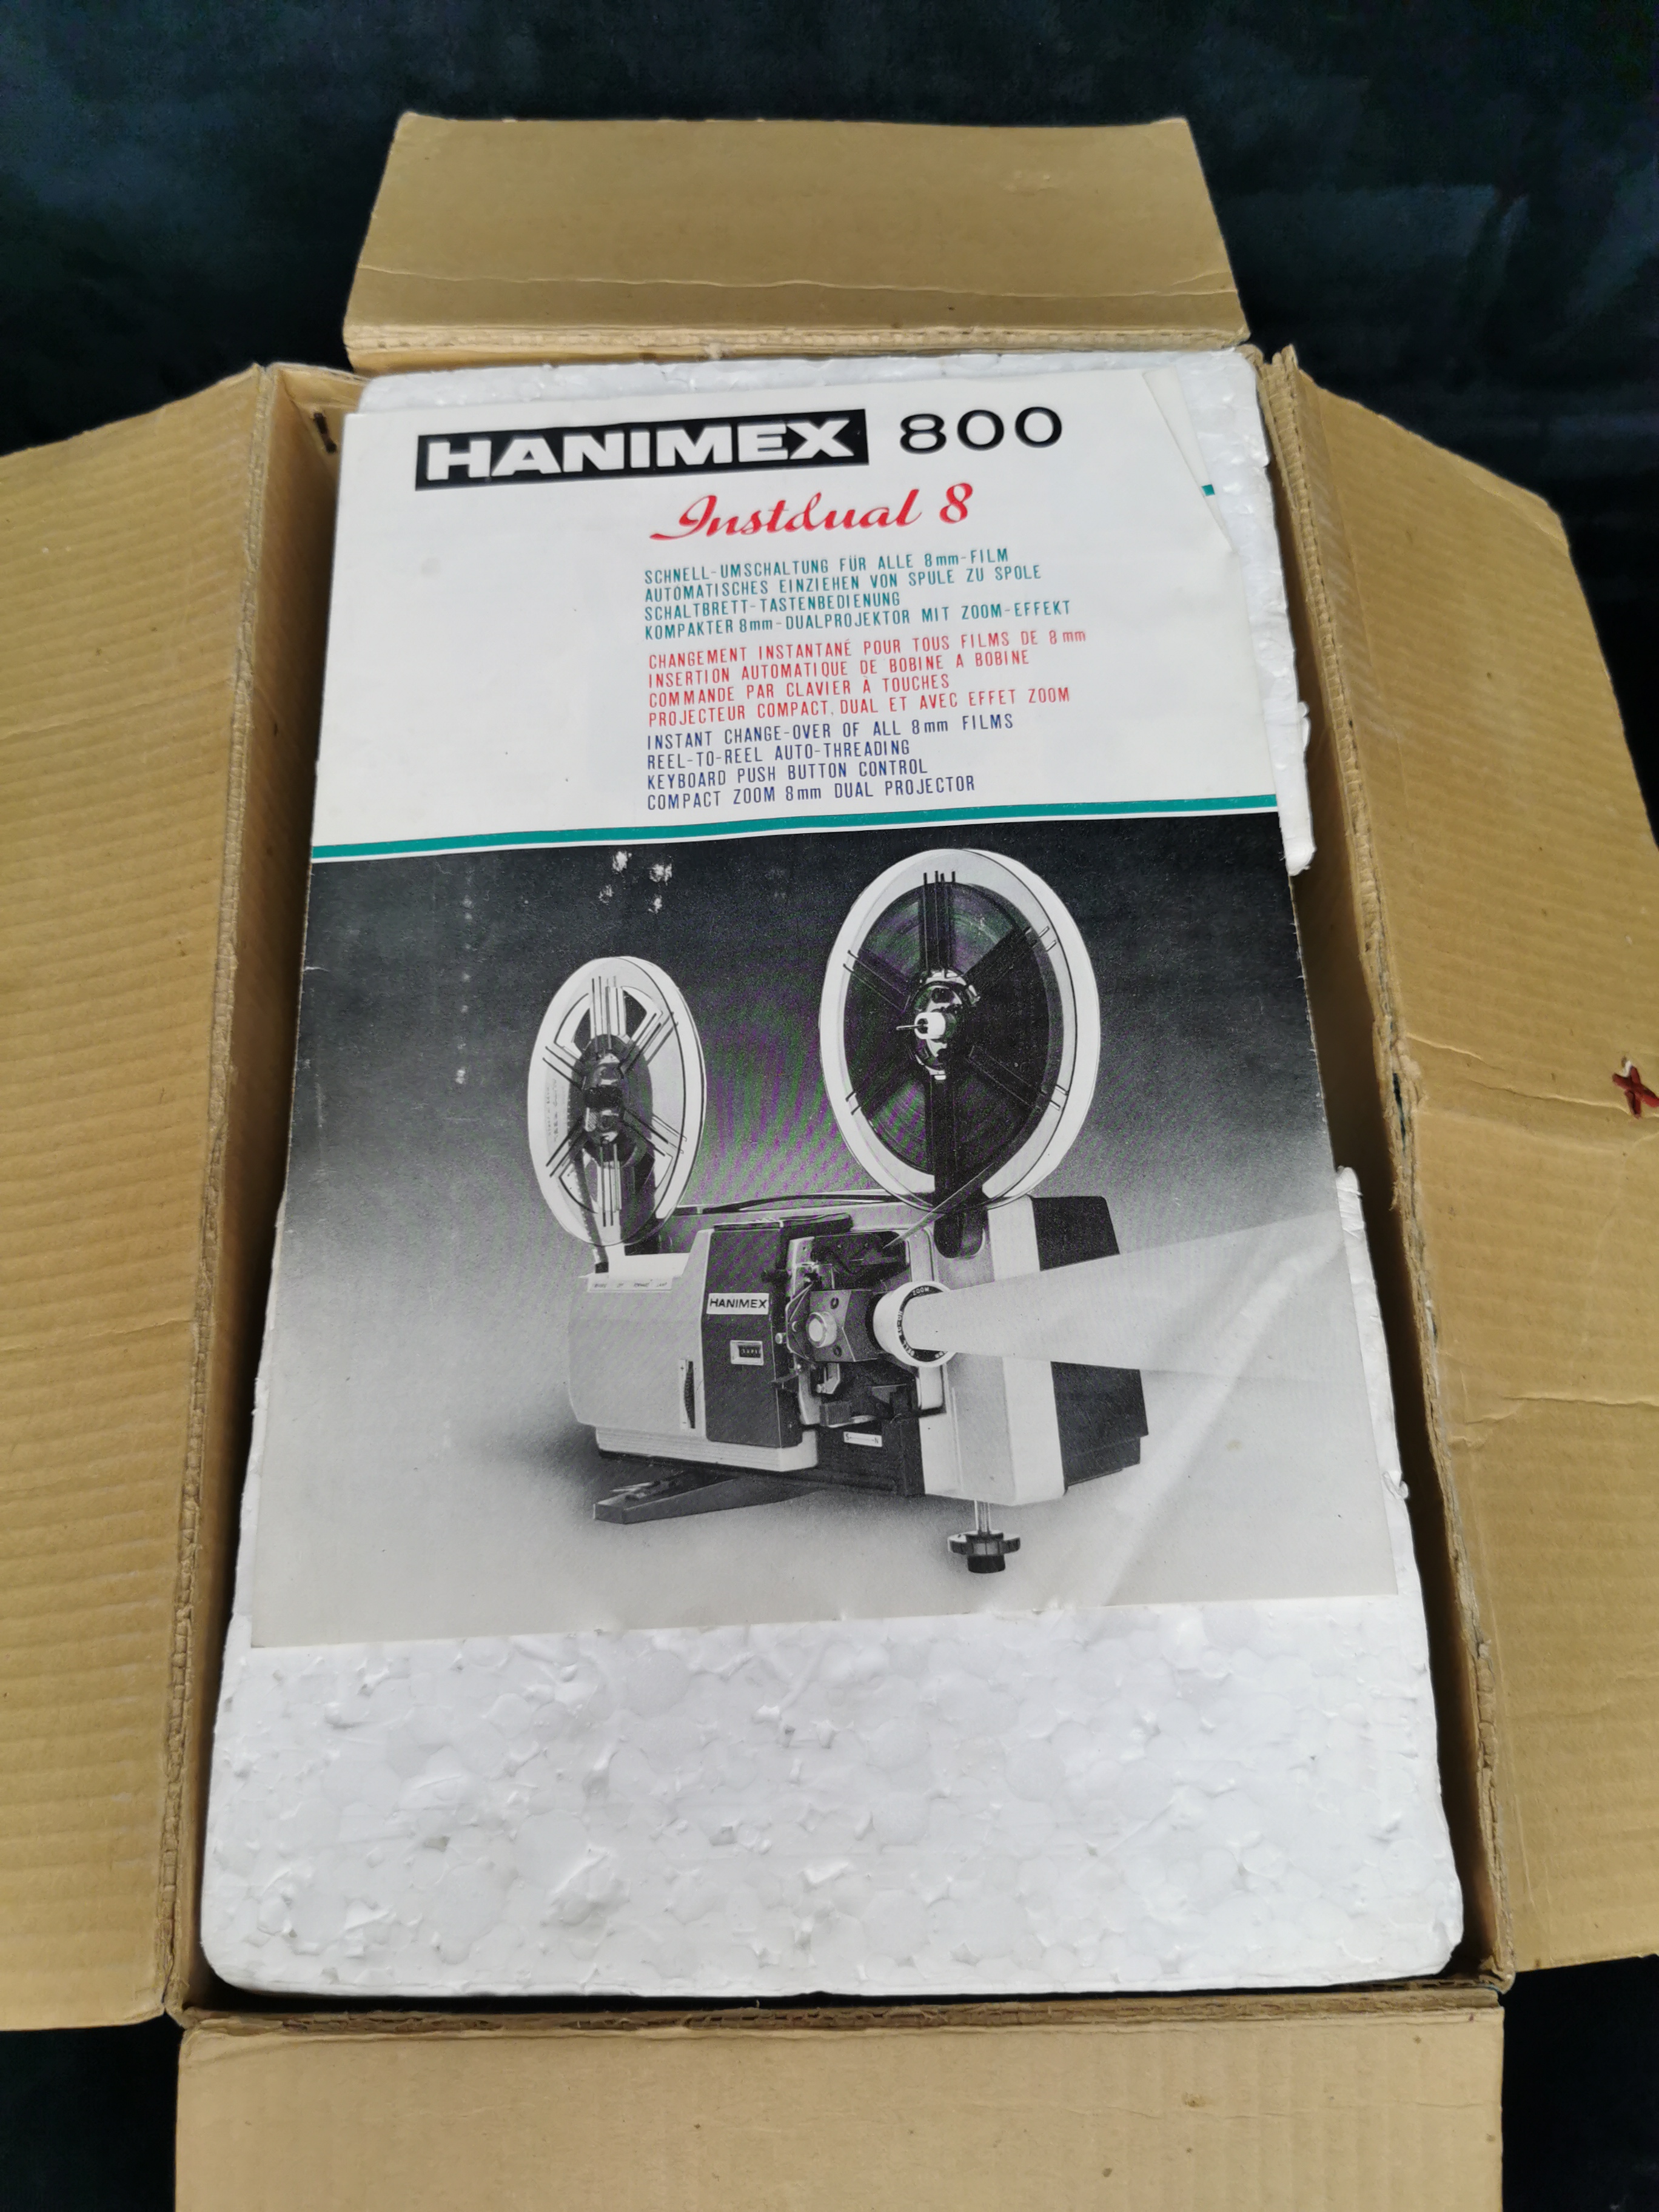 HANIMEX 800
Instdual 8
SCHNELL-UMSCHALTUNG FÜR ALLE 8mm-FILM
AUTOMATISCHES EINZIEHEN VON SPULE ZU SPOLE
SCHALTBRETT-TASTENBEDIENUNG
KOMPAKTER 8mm-DUALPROJEKTOR MIT ZOOM-EFFEKT
CHANGEMENT INSTANTANÉ POUR TOUS FILMS DE 8mm
INSERTION AUTOMATIQUE DE BOBINE A BOBINE
COMMANDE PAR CLAVIER À TOUCHES
PROJECTEUR COMPACT, DUAL ET AVEC EFFET ZOOM
INSTANT CHANGE-OVER OF ALL 8mm FILMS
REEL-TO-REEL AUTO-THREADING
KEYBOARD PUSH BUTTON CONTROL
COMPACT ZOOM 8mm DUAL PROJECTOR
HANIMEX
ZOOM